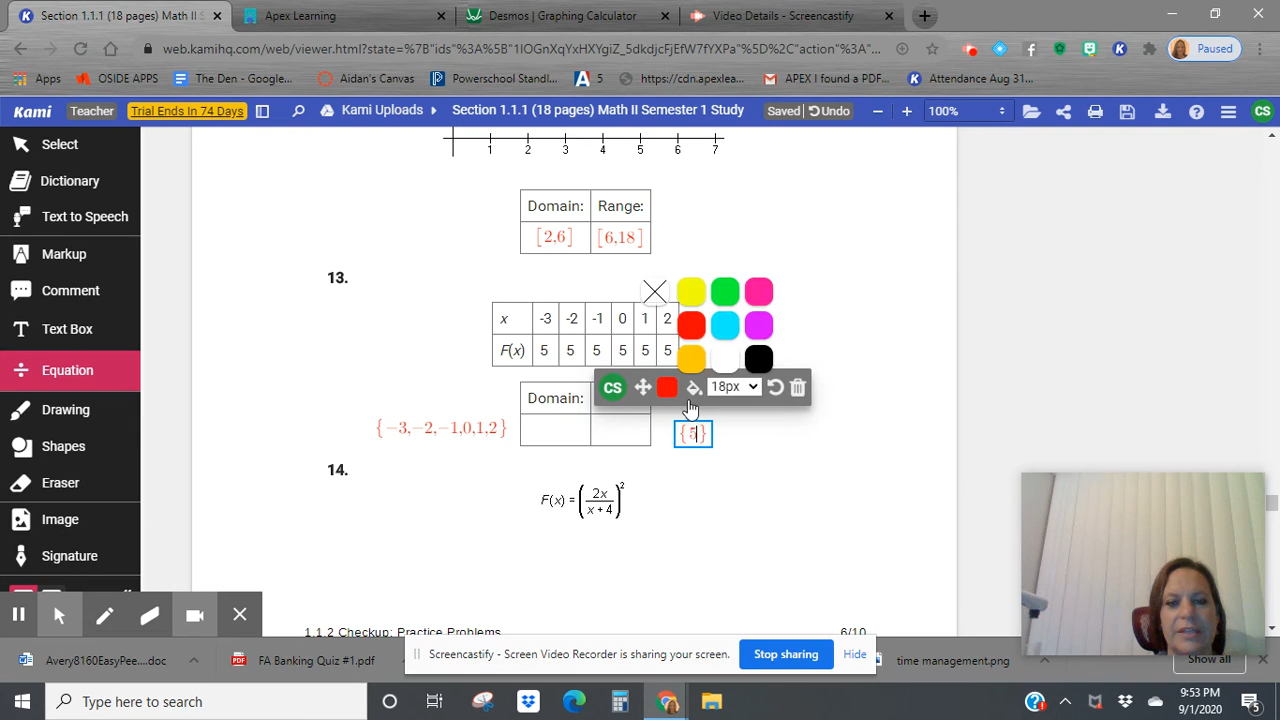 Section 1.1.1 (18 pages) Math II S
Apex Learning
Desmos | Graphing Calculator
Video Details - Screencastify
web.kamihq.com/web/viewer.html?state=%7B"ids"%3A%5B"1IOGnXqYxHXYgiZ_5dkdjcFjEfW7fYXPa"%5D%2C"action"%3A"...
Paused
Apps
OSIDE APPS
The Den - Google...
Aidan's Canvas
Powerschool Standl...
5
https://cdn.apex.pea...
APEX I found a PDF...
Attendance Aug 31...
Kami
Teacher
Trial Ends In 74 Days
Kami Uploads
Section 1.1.1 (18 pages) Math II Semester 1 Study
Saved
Undo
100%
CS
Select
Dictionary
Text to Speech
Markup
Comment
Text Box
Equation
Drawing
Shapes
Eraser
Image
Signature
1 2 3 4 5 6 7
Domain: Range:
[2,6] [6,18]
13.
x -3 -2 -1 0 1 2
F(x) 5 5 5 5 5 5
CS 18px
Domain:
{-3,-2,-1,0,1,2} {5}
14.
F(x) = (2x/(x + 4))²
1.1.2 Checkup: Practice Problems 6/10
Screencastify - Screen Video Recorder is sharing your screen.
Stop sharing
Hide
Avery8160EasyPee....doc
FA Banking Quiz #1.pdf
time management.png
Show all
Type here to search
9:53 PM
9/1/2020
5